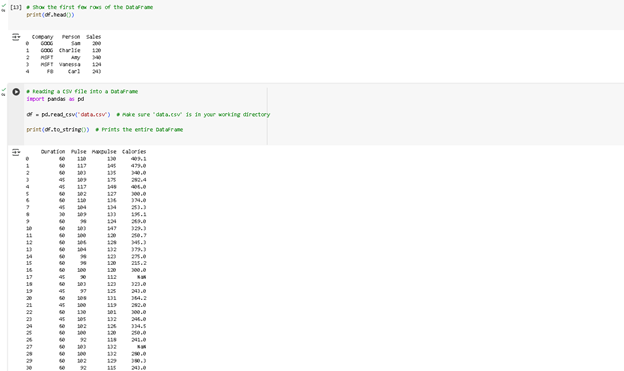 [13] # Show the first few rows of the DataFrame
print(df.head())
Company Person Sales
0 GOOG Sam 200
1 GOOG Charlie 120
2 MSFT Amy 340
3 MSFT Vanessa 124
4 FB Carl 243
# Reading a CSV file into a DataFrame
import pandas as pd
df = pd.read_csv('data.csv') # Make sure 'data.csv' is in your working directory
print(df.to_string()) # Prints the entire DataFrame
Duration Pulse Maxpulse Calories
0 60 110 130 409.1
1 60 117 145 479.0
2 60 103 135 340.0
3 45 109 175 282.4
4 45 117 148 406.0
5 60 102 127 300.0
6 60 110 136 374.0
7 45 104 134 253.3
8 30 109 133 195.1
9 60 98 124 269.0
10 60 103 147 329.3
11 60 100 120 250.7
12 60 106 128 345.3
13 60 104 132 379.3
14 60 98 123 275.0
15 60 98 120 215.2
16 60 100 120 300.0
17 45 90 112 NaN
18 60 103 123 323.0
19 45 97 125 243.0
20 60 108 131 364.2
21 45 100 119 282.0
22 60 130 101 300.0
23 45 105 132 246.0
24 60 102 126 334.5
25 60 100 120 250.0
26 60 92 118 241.0
27 60 103 132 NaN
28 60 100 132 280.0
29 60 102 129 380.3
30 60 92 115 243.0